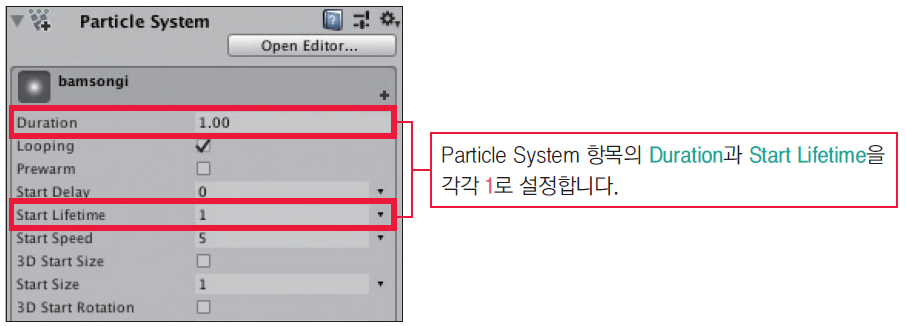 Particle System
Open Editor...
bamsongi
Duration 1.00
Looping
Prewarm
Start Delay 0
Start Lifetime 1
Start Speed 5
3D Start Size
Start Size 1
3D Start Rotation
Particle System 항목의 Duration과 Start Lifetime을
각각 1로 설정합니다.